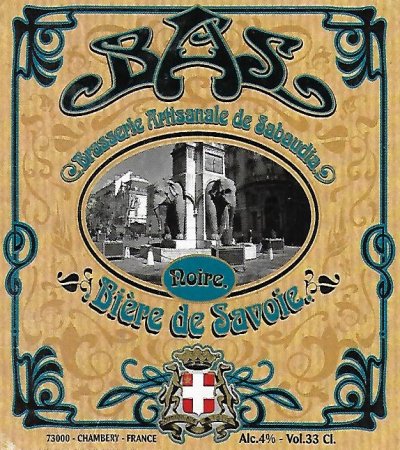 BAS
Brasserie Artisanale de Sabaudia
Noire
Bière de Savoie
73000 - CHAMBERY - FRANCE
Alc.4% - Vol.33 Cl.